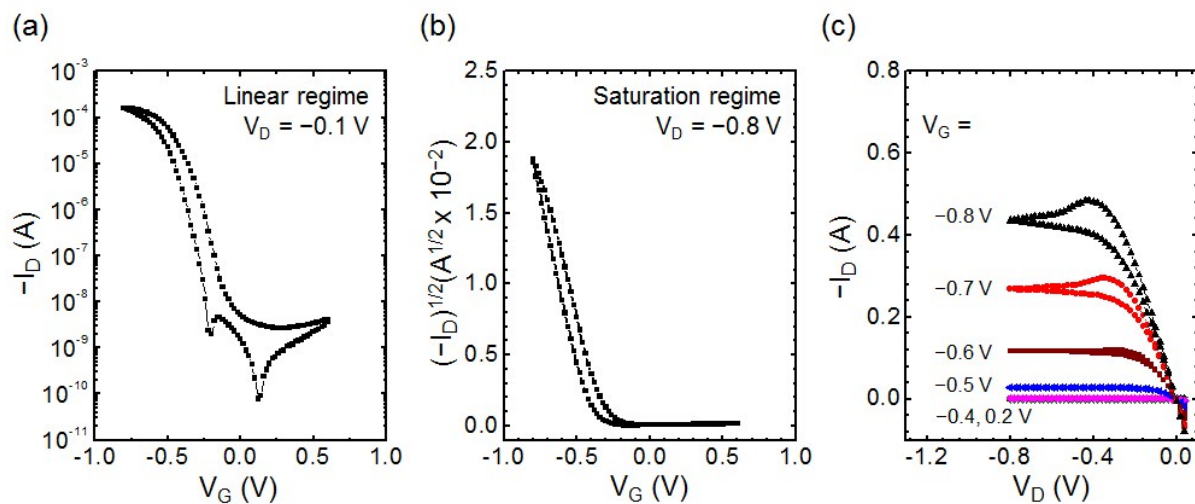 (a)
10⁻³
10⁻⁴
10⁻⁵
10⁻⁶
10⁻⁷
10⁻⁸
10⁻⁹
10⁻¹⁰
10⁻¹¹
−I_D (A)
Linear regime
V_D = −0.1 V
-1.0 -0.5 0.0 0.5 1.0
V_G (V)
(b)
2.5
2.0
1.5
1.0
0.5
0.0
(−I_D)^1/2 (A^1/2 x 10⁻²)
Saturation regime
V_D = −0.8 V
-1.0 -0.5 0.0 0.5 1.0
V_G (V)
(c)
0.8
0.6
0.4
0.2
0.0
−I_D (A)
V_G =
−0.8 V
−0.7 V
−0.6 V
−0.5 V
−0.4, 0.2 V
-1.2 -0.8 -0.4 0.0
V_D (V)